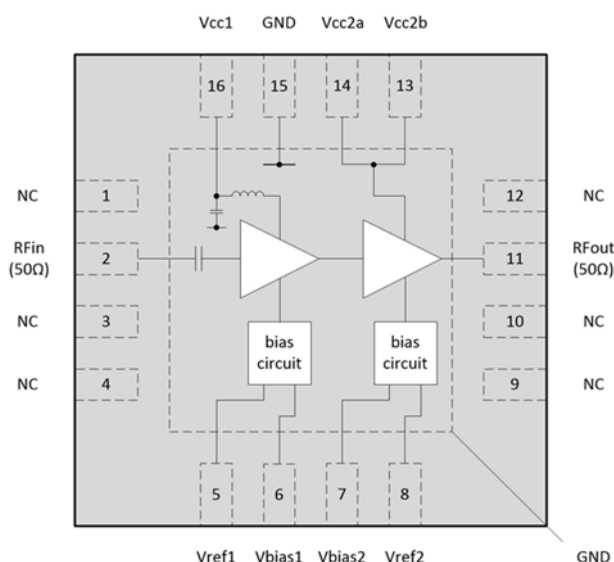 Vcc1 GND Vcc2a Vcc2b
16 15 14 13
NC 1 12 NC
RFin
(50Ω) 2 11 RFout
(50Ω)
NC 3 10 NC
bias
circuit
bias
circuit
NC 4 9 NC
5 6 7 8
Vref1 Vbias1 Vbias2 Vref2 GND